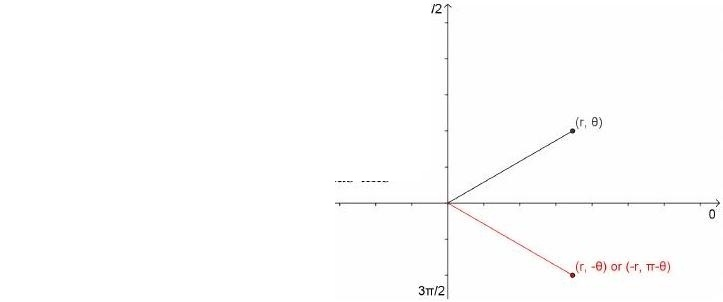 /2
(r, θ)
0
(r, -θ) or (-r, π-θ)
3π/2